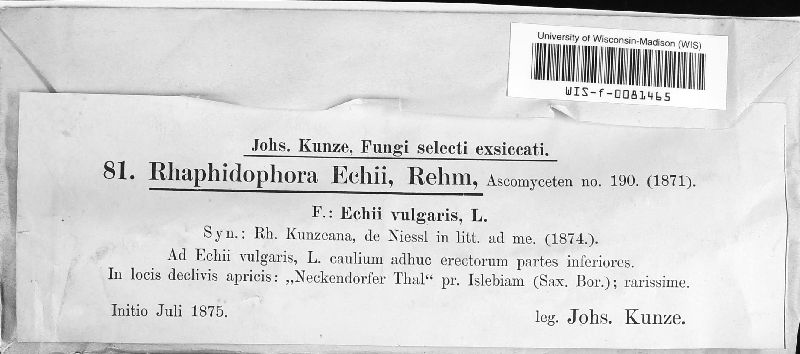 University of Wisconsin-Madison (WIS)
WIS-f-0081465
Johs. Kunze, Fungi selecti exsiccati.
81. Rhaphidophora Echii, Rehm, Ascomyceten no. 190. (1871).
F.: Echii vulgaris, L.
Syn.: Rh. Kunzeana, de Niessl in litt. ad me. (1874.).
Ad Echii vulgaris, L. caulium adhuc erectorum partes inferiores.
In locis declivis apricis: „Neckendorfer Thal“ pr. Islebiam (Sax. Bor.); rarissime.
Initio Juli 1875.
leg. Johs. Kunze.